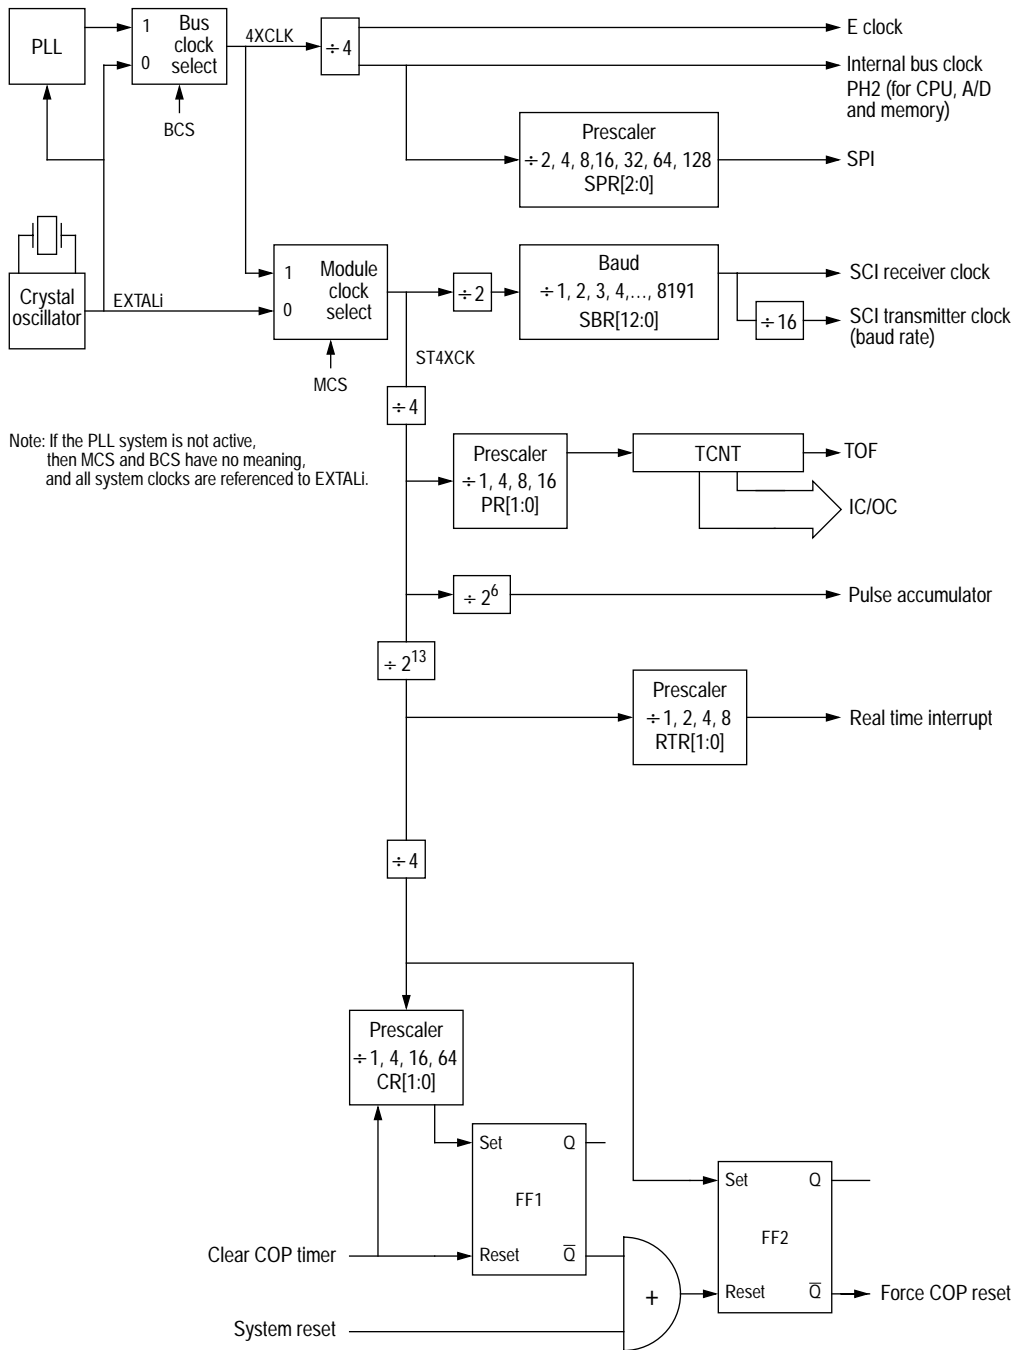 PLL
1
0
Bus
clock
select
BCS
4XCLK
÷ 4
E clock
Internal bus clock
PH2 (for CPU, A/D
and memory)
Prescaler
÷ 2, 4, 8,16, 32, 64, 128
SPR[2:0]
SPI
Crystal
oscillator
EXTALi
1
0
Module
clock
select
MCS
÷ 2
Baud
÷ 1, 2, 3, 4,..., 8191
SBR[12:0]
SCI receiver clock
÷ 16
SCI transmitter clock
(baud rate)
ST4XCK
÷ 4
Note: If the PLL system is not active,
then MCS and BCS have no meaning,
and all system clocks are referenced to EXTALi.
Prescaler
÷ 1, 4, 8, 16
PR[1:0]
TCNT
TOF
IC/OC
÷ 2⁶
Pulse accumulator
÷ 2¹³
Prescaler
÷ 1, 2, 4, 8
RTR[1:0]
Real time interrupt
÷ 4
Prescaler
÷ 1, 4, 16, 64
CR[1:0]
Set
Q
FF1
Reset
Q̅
Set
Q
FF2
Reset
Q̅
Clear COP timer
+
Force COP reset
System reset